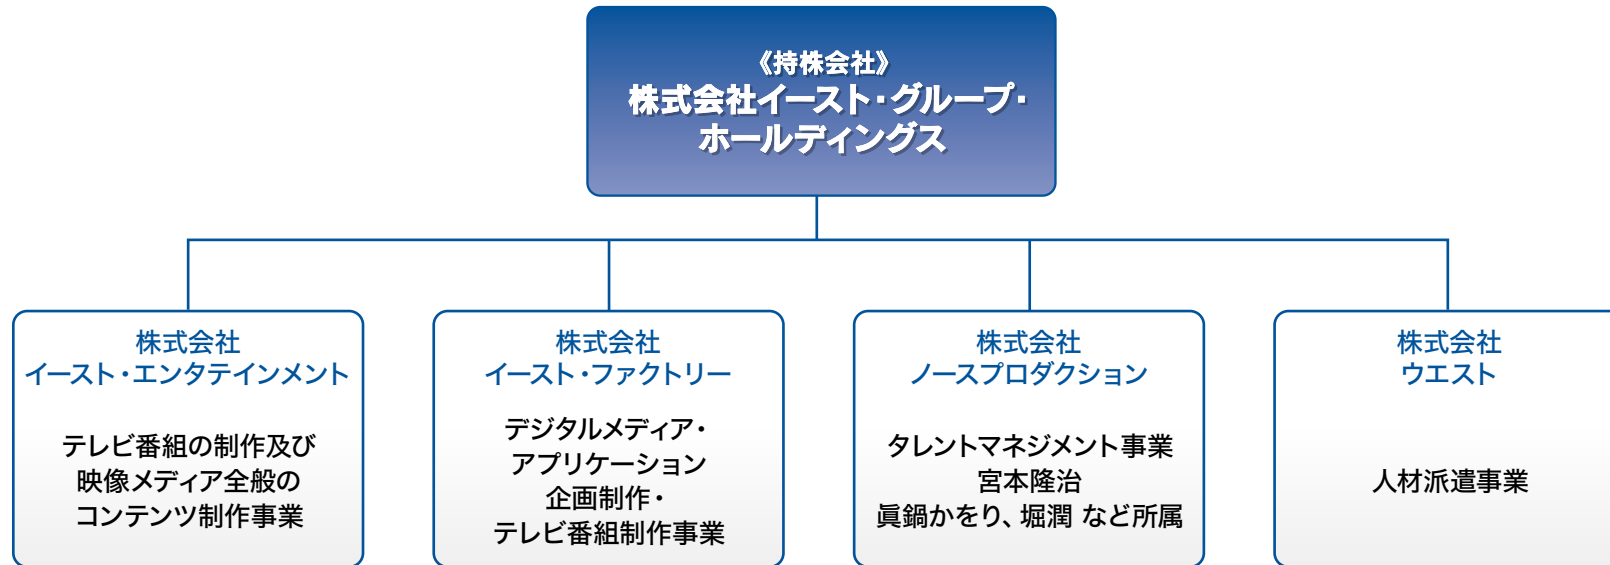 《持株会社》
株式会社イースト・グループ・
ホールディングス
株式会社
イースト・エンタテインメント
テレビ番組の制作及び
映像メディア全般の
コンテンツ制作事業
株式会社
イースト・ファクトリー
デジタルメディア・
アプリケーション
企画制作・
テレビ番組制作事業
株式会社
ノースプロダクション
タレントマネジメント事業
宮本隆治
眞鍋かをり、堀潤 など所属
株式会社
ウエスト
人材派遣事業